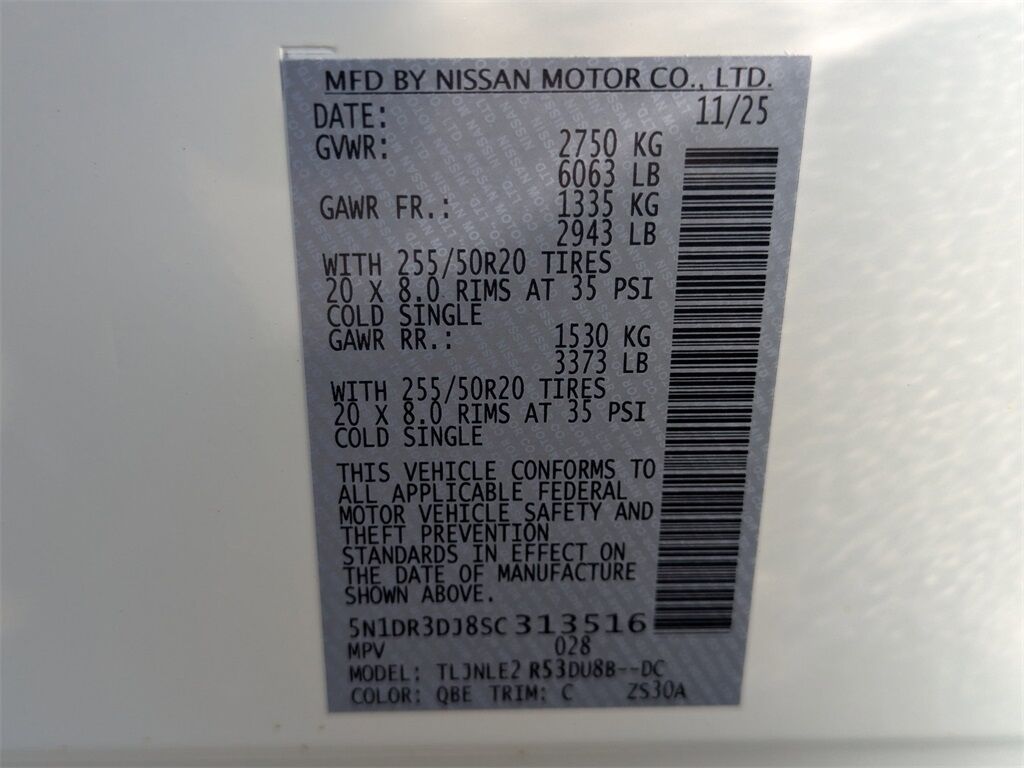 MFD BY NISSAN MOTOR CO., LTD.
DATE: 11/25
GVWR: 2750 KG
6063 LB
GAWR FR.: 1335 KG
2943 LB
WITH 255/50R20 TIRES
20 X 8.0 RIMS AT 35 PSI
COLD SINGLE
GAWR RR.: 1530 KG
3373 LB
WITH 255/50R20 TIRES
20 X 8.0 RIMS AT 35 PSI
COLD SINGLE
THIS VEHICLE CONFORMS TO
ALL APPLICABLE FEDERAL
MOTOR VEHICLE SAFETY AND
THEFT PREVENTION
STANDARDS IN EFFECT ON
THE DATE OF MANUFACTURE
SHOWN ABOVE.
5N1DR3DJ8SC 313516
MPV 028
MODEL: TLJNLE2 R53DU8B--DC
COLOR: QBE TRIM: C ZS30A